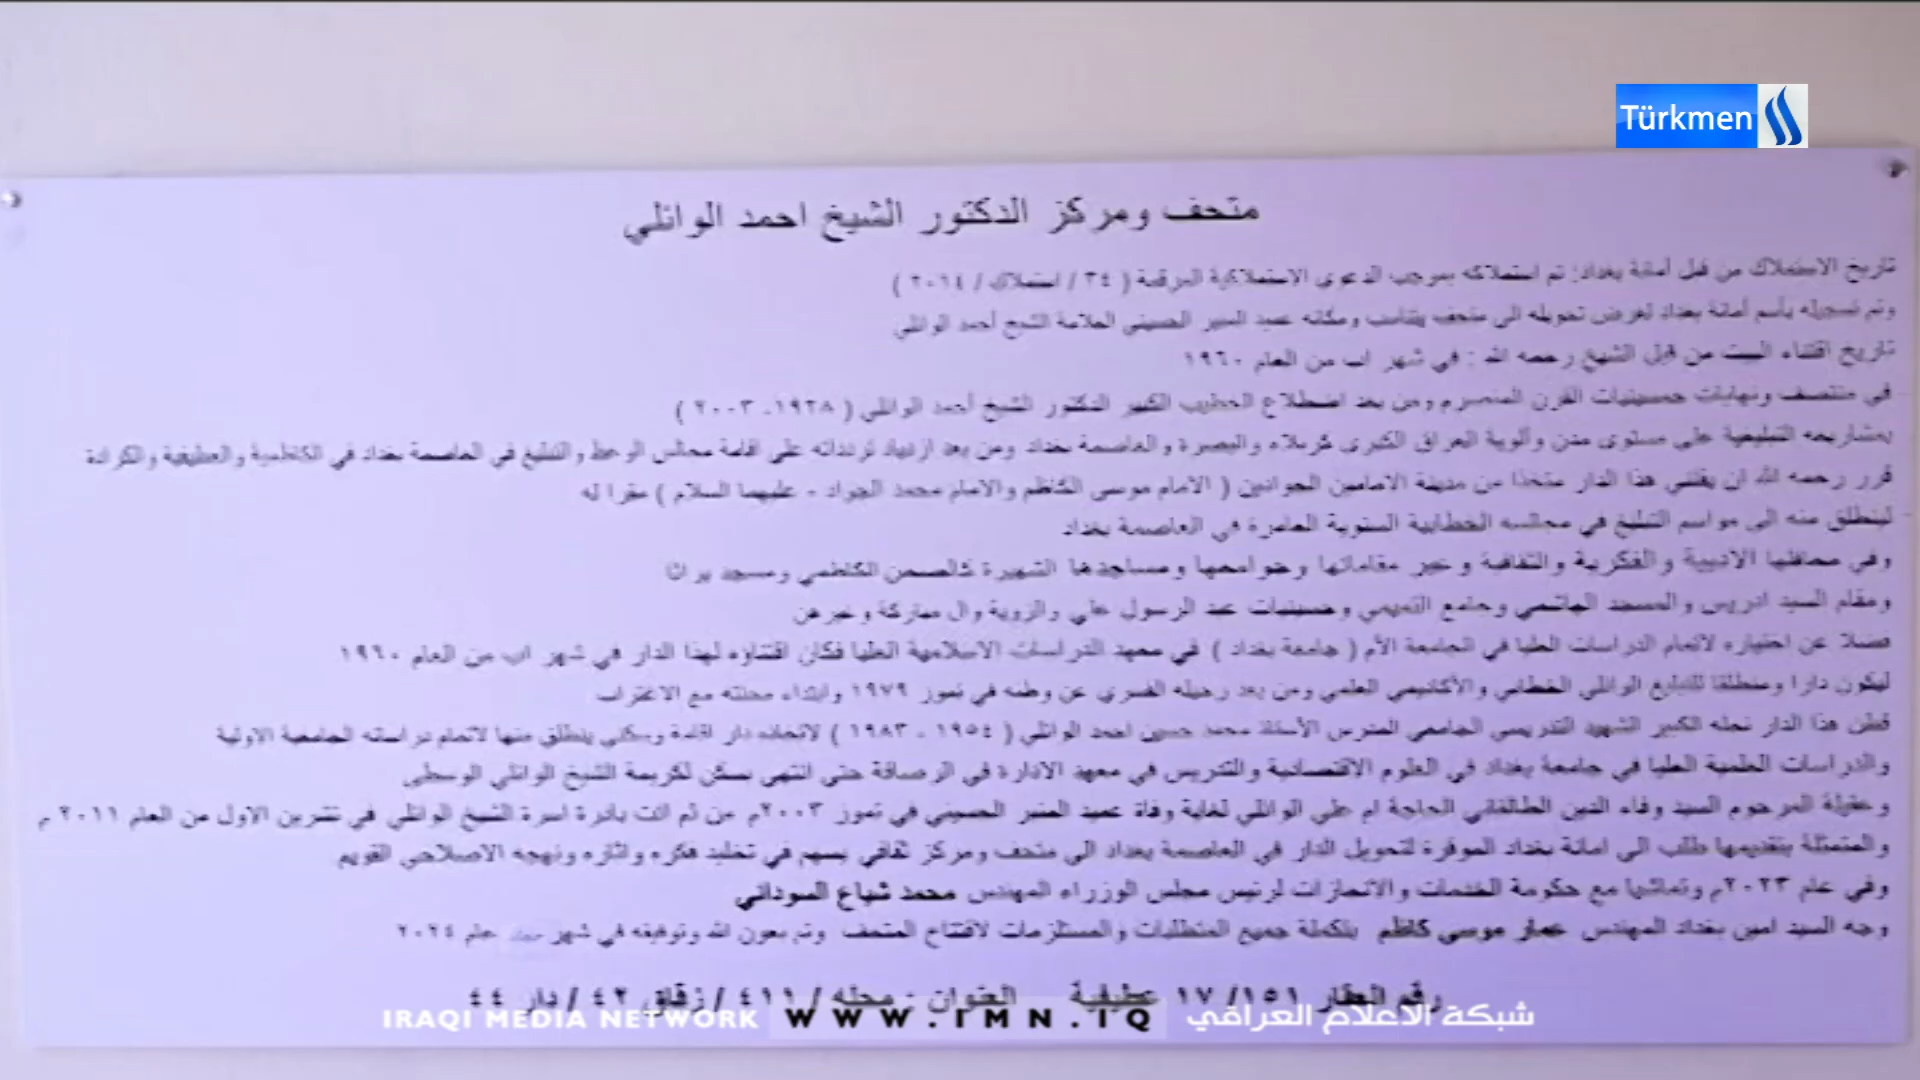 Türkmen
متحف ومركز الدكتور الشيخ احمد الوائلي
تاريخ الاستملاك من قبل أمانة بغداد: تم استملاكه بموجب الدعوى الاستملاكية المرقمة ( ٣٤ / استملاك / ٢٠١٤ )
وتم تسجيله بأسم أمانة بغداد لغرض تحويله الى متحف يتناسب ومكانة عميد المنبر الحسيني العلامة الشيخ أحمد الوائلي
تاريخ اقتناء البيت من قبل الشيخ رحمه الله : في شهر اب من العام ١٩٦٠
في منتصف ونهايات خمسينيات القرن المنصرم ومن بعد اضطلاع الخطيب الكبير الدكتور الشيخ أحمد الوائلي ( ١٩٢٨ـ ٢٠٠٣ )
بمشاريعه التبليغية على مستوى مدن وألوية العراق الكبرى كربلاء والبصرة والعاصمة بغداد ومن بعد ازدياد تردداته على اقامة مجالس الوعظ والتبليغ في العاصمة بغداد في الكاظمية والعطيفية والكرادة
قرر رحمه الله ان يقتني هذا الدار متخذا من مدينة الامامين الجوادين ( الامام موسى الكاظم والامام محمد الجواد - عليهما السلام ) مقرا له
لينطلق منه الى مواسم التبليغ في مجالسه الخطابية السنوية العامرة في العاصمة بغداد
وفي محافلها الادبية والفكرية والثقافية وعبر مقاماتها وجوامعها ومساجدها الشهيرة كالصحن الكاظمي ومسجد براثا
ومقام السيد ادريس والمسجد الهاشمي وجامع التميمي وحسينيات عبد الرسول علي والزوية وال مباركة وغيرهن
فضلا عن اختياره لاتمام الدراسات العليا في الجامعة الأم ( جامعة بغداد ) في معهد الدراسات الاسلامية العليا فكان اقتناؤه لهذا الدار في شهر اب من العام ١٩٦٠
ليكون دارا ومنطلقا للتبليغ الوائلي الخطابي والأكاديمي العلمي ومن بعد رحيله القسري عن وطنه في تموز ١٩٧٩ وابتداء محنته مع الاغتراب
قطن هذا الدار نجله الكبير الشهيد التدريسي الجامعي المدرس الأستاذ محمد حسين احمد الوائلي ( ١٩٥٤ - ١٩٨٣ ) لاتخاذه دار اقامة وسكنى ينطلق منها لاتمام دراساته الجامعية الاولية
والدراسات العلمية العليا في جامعة بغداد في العلوم الاقتصادية والتدريس في معهد الادارة في الرصافة حتى انتهى بسكن لكريمة الشيخ الوائلي الوسطى
وعقيلة المرحوم السيد وفاء الدين الطالقاني الحاجة ام علي الوائلي لغاية وفاة عميد المنبر الحسيني في تموز ٢٠٠٣م من ثم اتت بادرة اسرة الشيخ الوائلي في تشرين الاول من العام ٢٠١١ م
والمتمثلة بتقديمها طلب الى امانة بغداد الموقرة لتحويل الدار في العاصمة بغداد الى متحف ومركز ثقافي يسهم في تخليد فكره واثاره ونهجه الاصلاحي القويم
وفي عام ٢٠٢٣م وتماشيا مع حكومة الخدمات والانجازات لرئيس مجلس الوزراء المهندس محمد شياع السوداني
وجه السيد امين بغداد المهندس عمار موسى كاظم بتكملة جميع المتطلبات والمستلزمات لافتتاح المتحف وتم بعون الله وتوفيقه في شهر عام ٢٠٢٤
رقم العقار ١٧/١٥١ عطيفية العنوان : محله / ٤١١ / زقاق ٤٢ / دار ٤٤
IRAQI MEDIA NETWORK WWW.IMN.IQ شبكة الاعلام العراقي